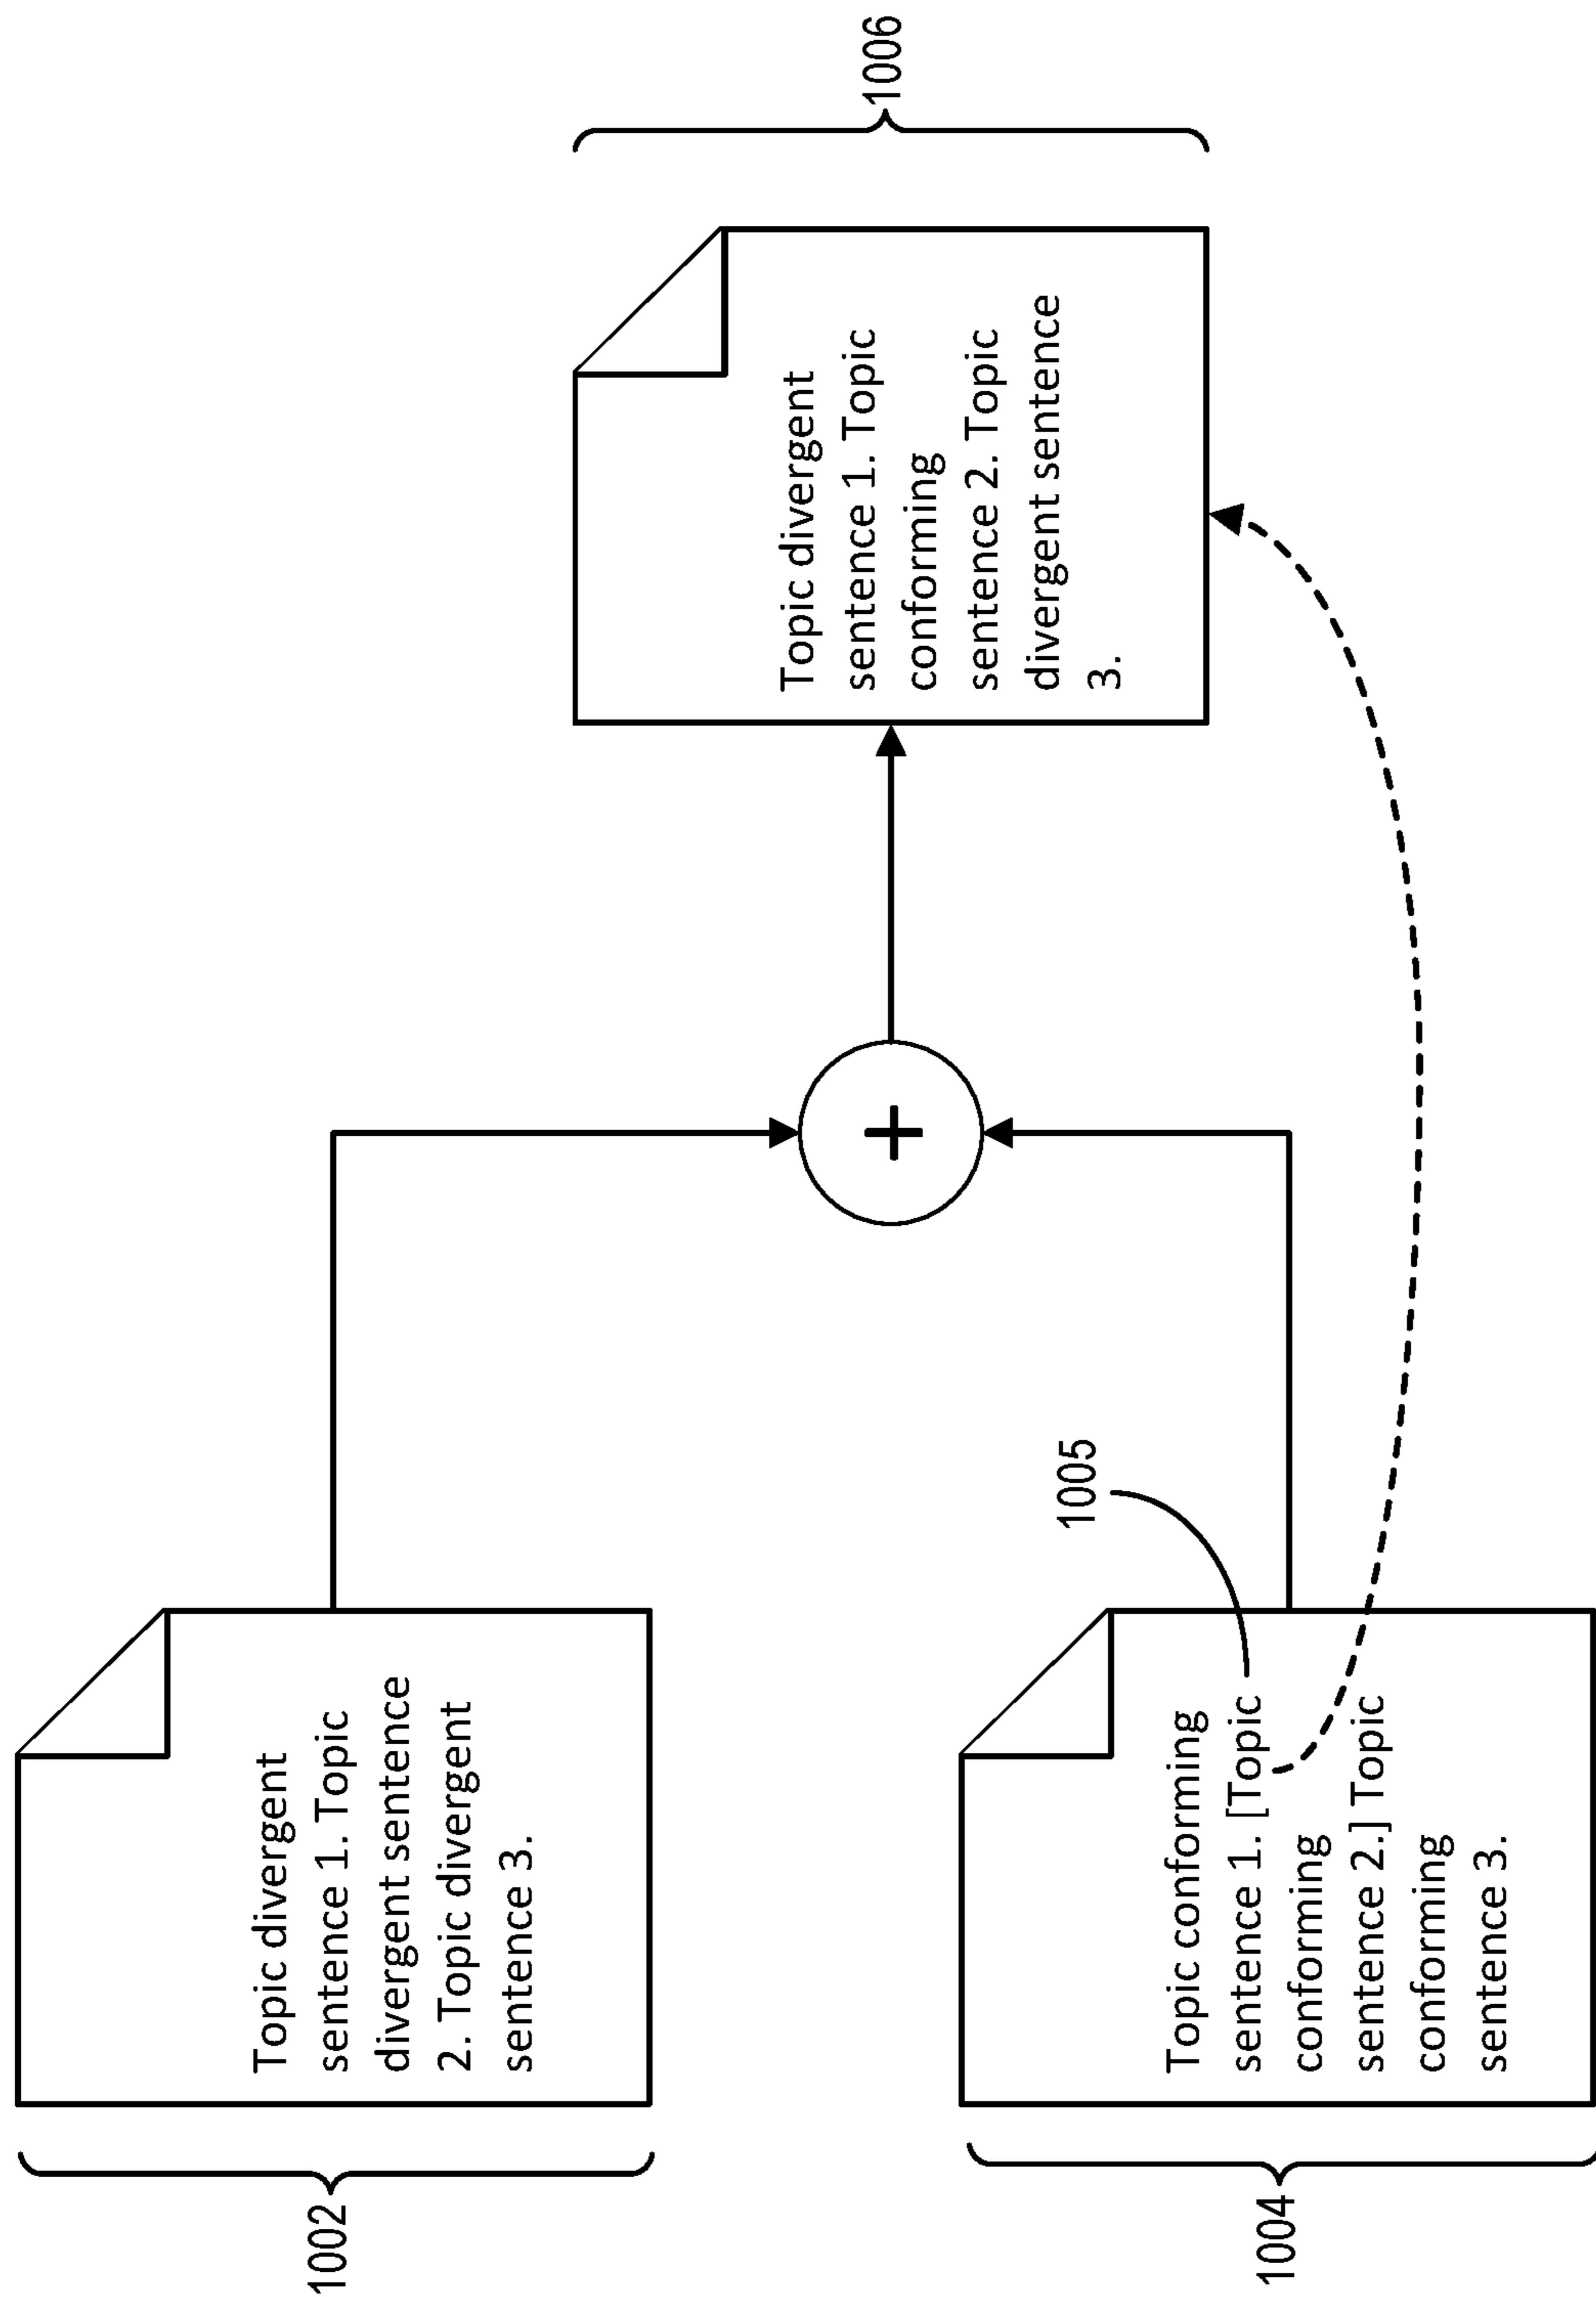 1002
Topic divergent
sentence 1. Topic
divergent sentence
2. Topic divergent
sentence 3.
1004
Topic conforming
sentence 1. [Topic
conforming
sentence 2.] Topic
conforming
sentence 3.
1005
+
Topic divergent
sentence 1. Topic
conforming
sentence 2. Topic
divergent sentence
3.
1006